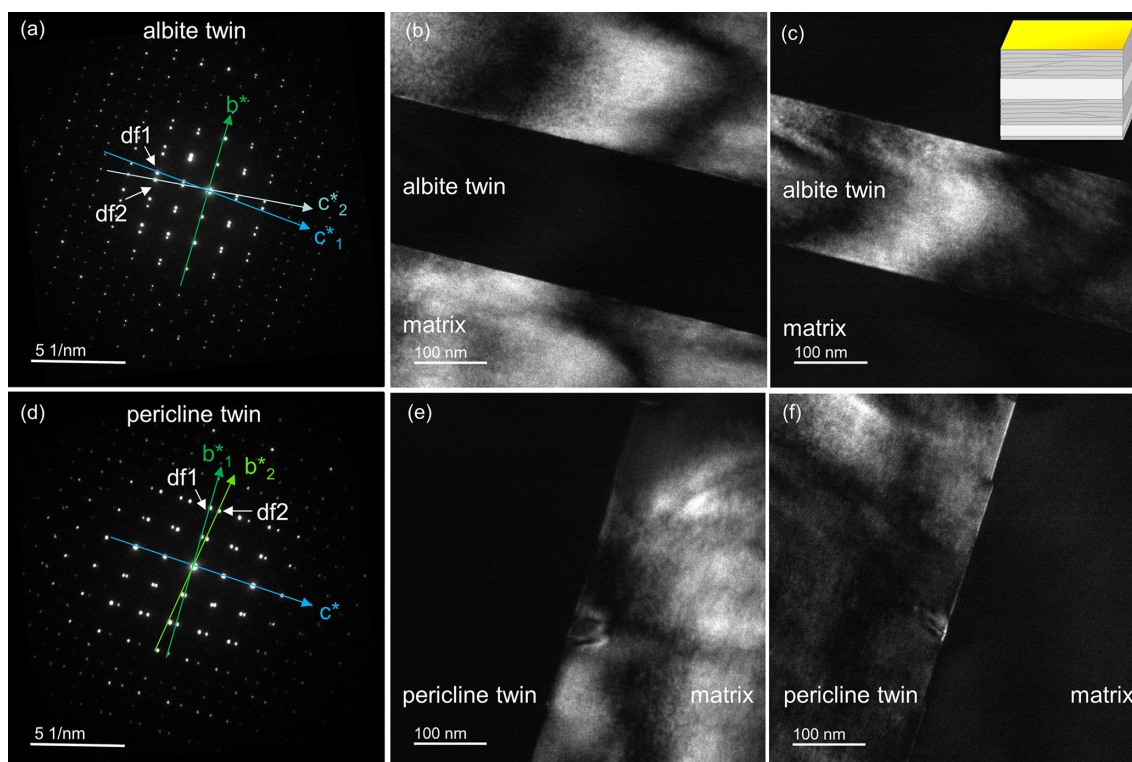 (a)
albite twin
b*
df1
df2
c*2
c*1
5 1/nm
(b)
albite twin
matrix
100 nm
(c)
albite twin
matrix
100 nm
(d)
pericline twin
b*1
b*2
df1
df2
c*
5 1/nm
(e)
pericline twin
matrix
100 nm
(f)
pericline twin
matrix
100 nm